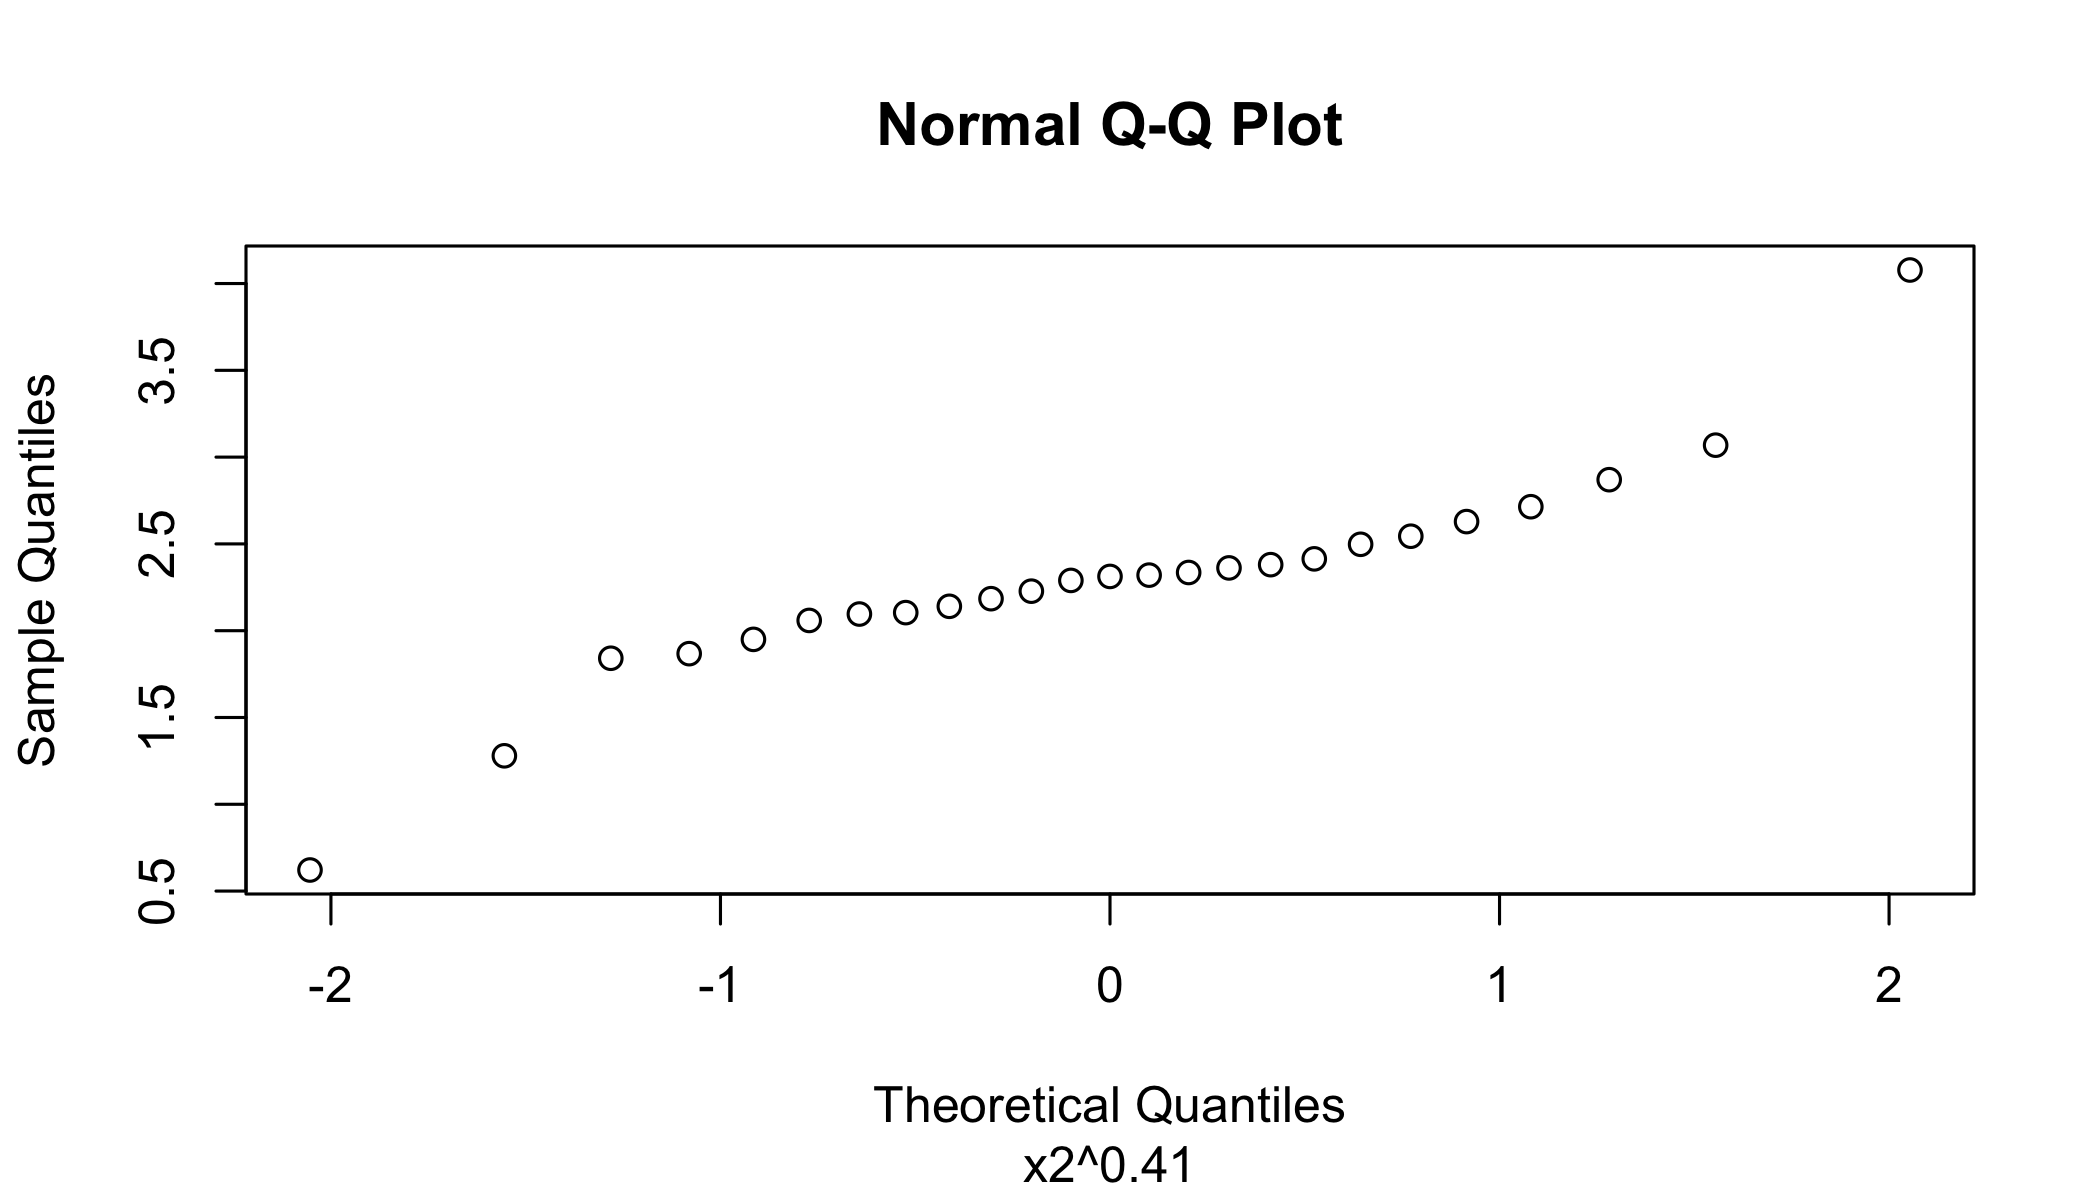 Normal Q-Q Plot
Sample Quantiles
3.5
2.5
1.5
0.5
-2 -1 0 1 2
Theoretical Quantiles
x2^0.41